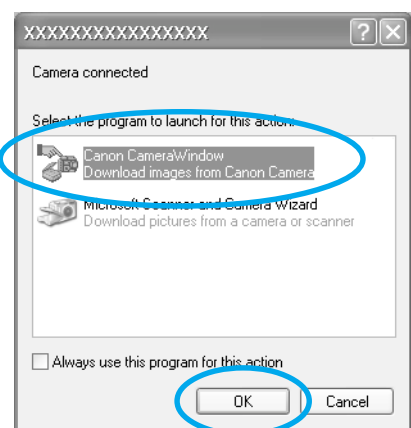 XXXXXXXXXXXXXXXXX
Camera connected
Select the program to launch for this action:
Canon CameraWindow
Download images from Canon Camera
Microsoft Scanner and Camera Wizard
Download pictures from a camera or scanner
Always use this program for this action
OK
Cancel